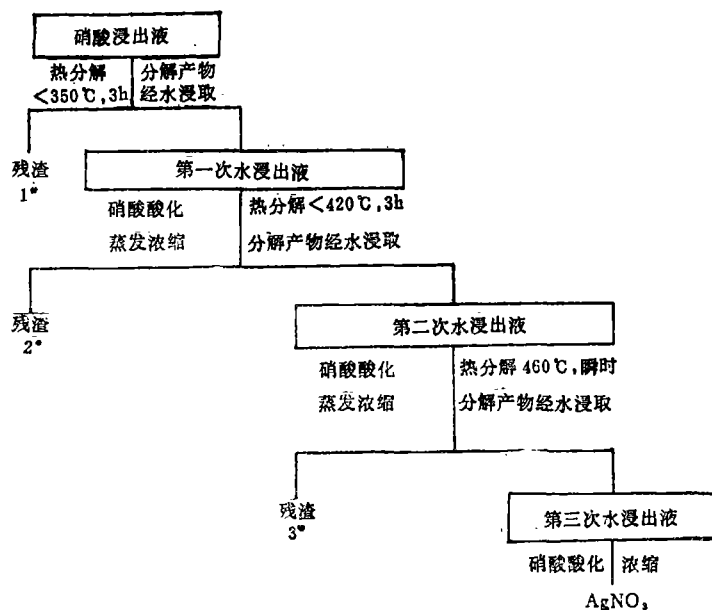 硝酸浸出液
热分解 分解产物
<350℃,3h 经水浸取
残渣
1#
第一次水浸出液
硝酸酸化 热分解<420℃,3h
蒸发浓缩 分解产物经水浸取
残渣
2#
第二次水浸出液
硝酸酸化 热分解460℃,瞬时
蒸发浓缩 分解产物经水浸取
残渣
3#
第三次水浸出液
硝酸酸化 浓缩
AgNO₃